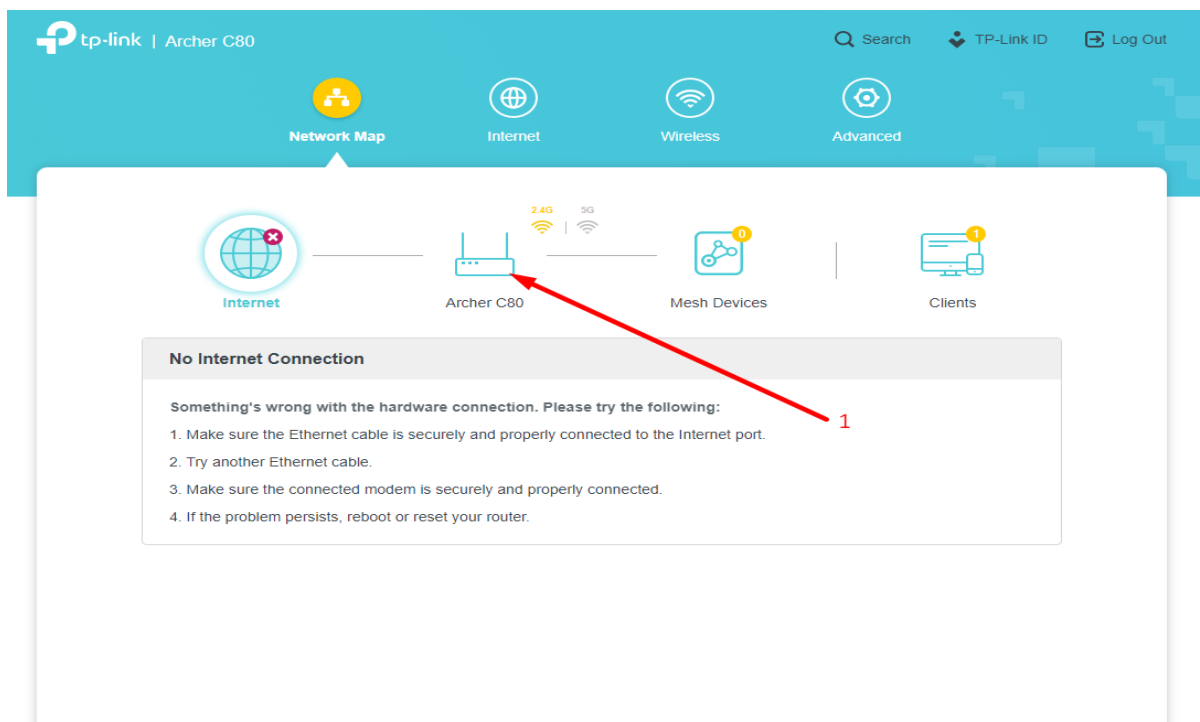 tp-link | Archer C80
Search
TP-Link ID
Log Out
Network Map
Internet
Wireless
Advanced
2.4G | 5G
0
1
Internet
Archer C80
Mesh Devices
Clients
No Internet Connection
Something's wrong with the hardware connection. Please try the following:
1. Make sure the Ethernet cable is securely and properly connected to the Internet port.
2. Try another Ethernet cable.
3. Make sure the connected modem is securely and properly connected.
4. If the problem persists, reboot or reset your router.
1